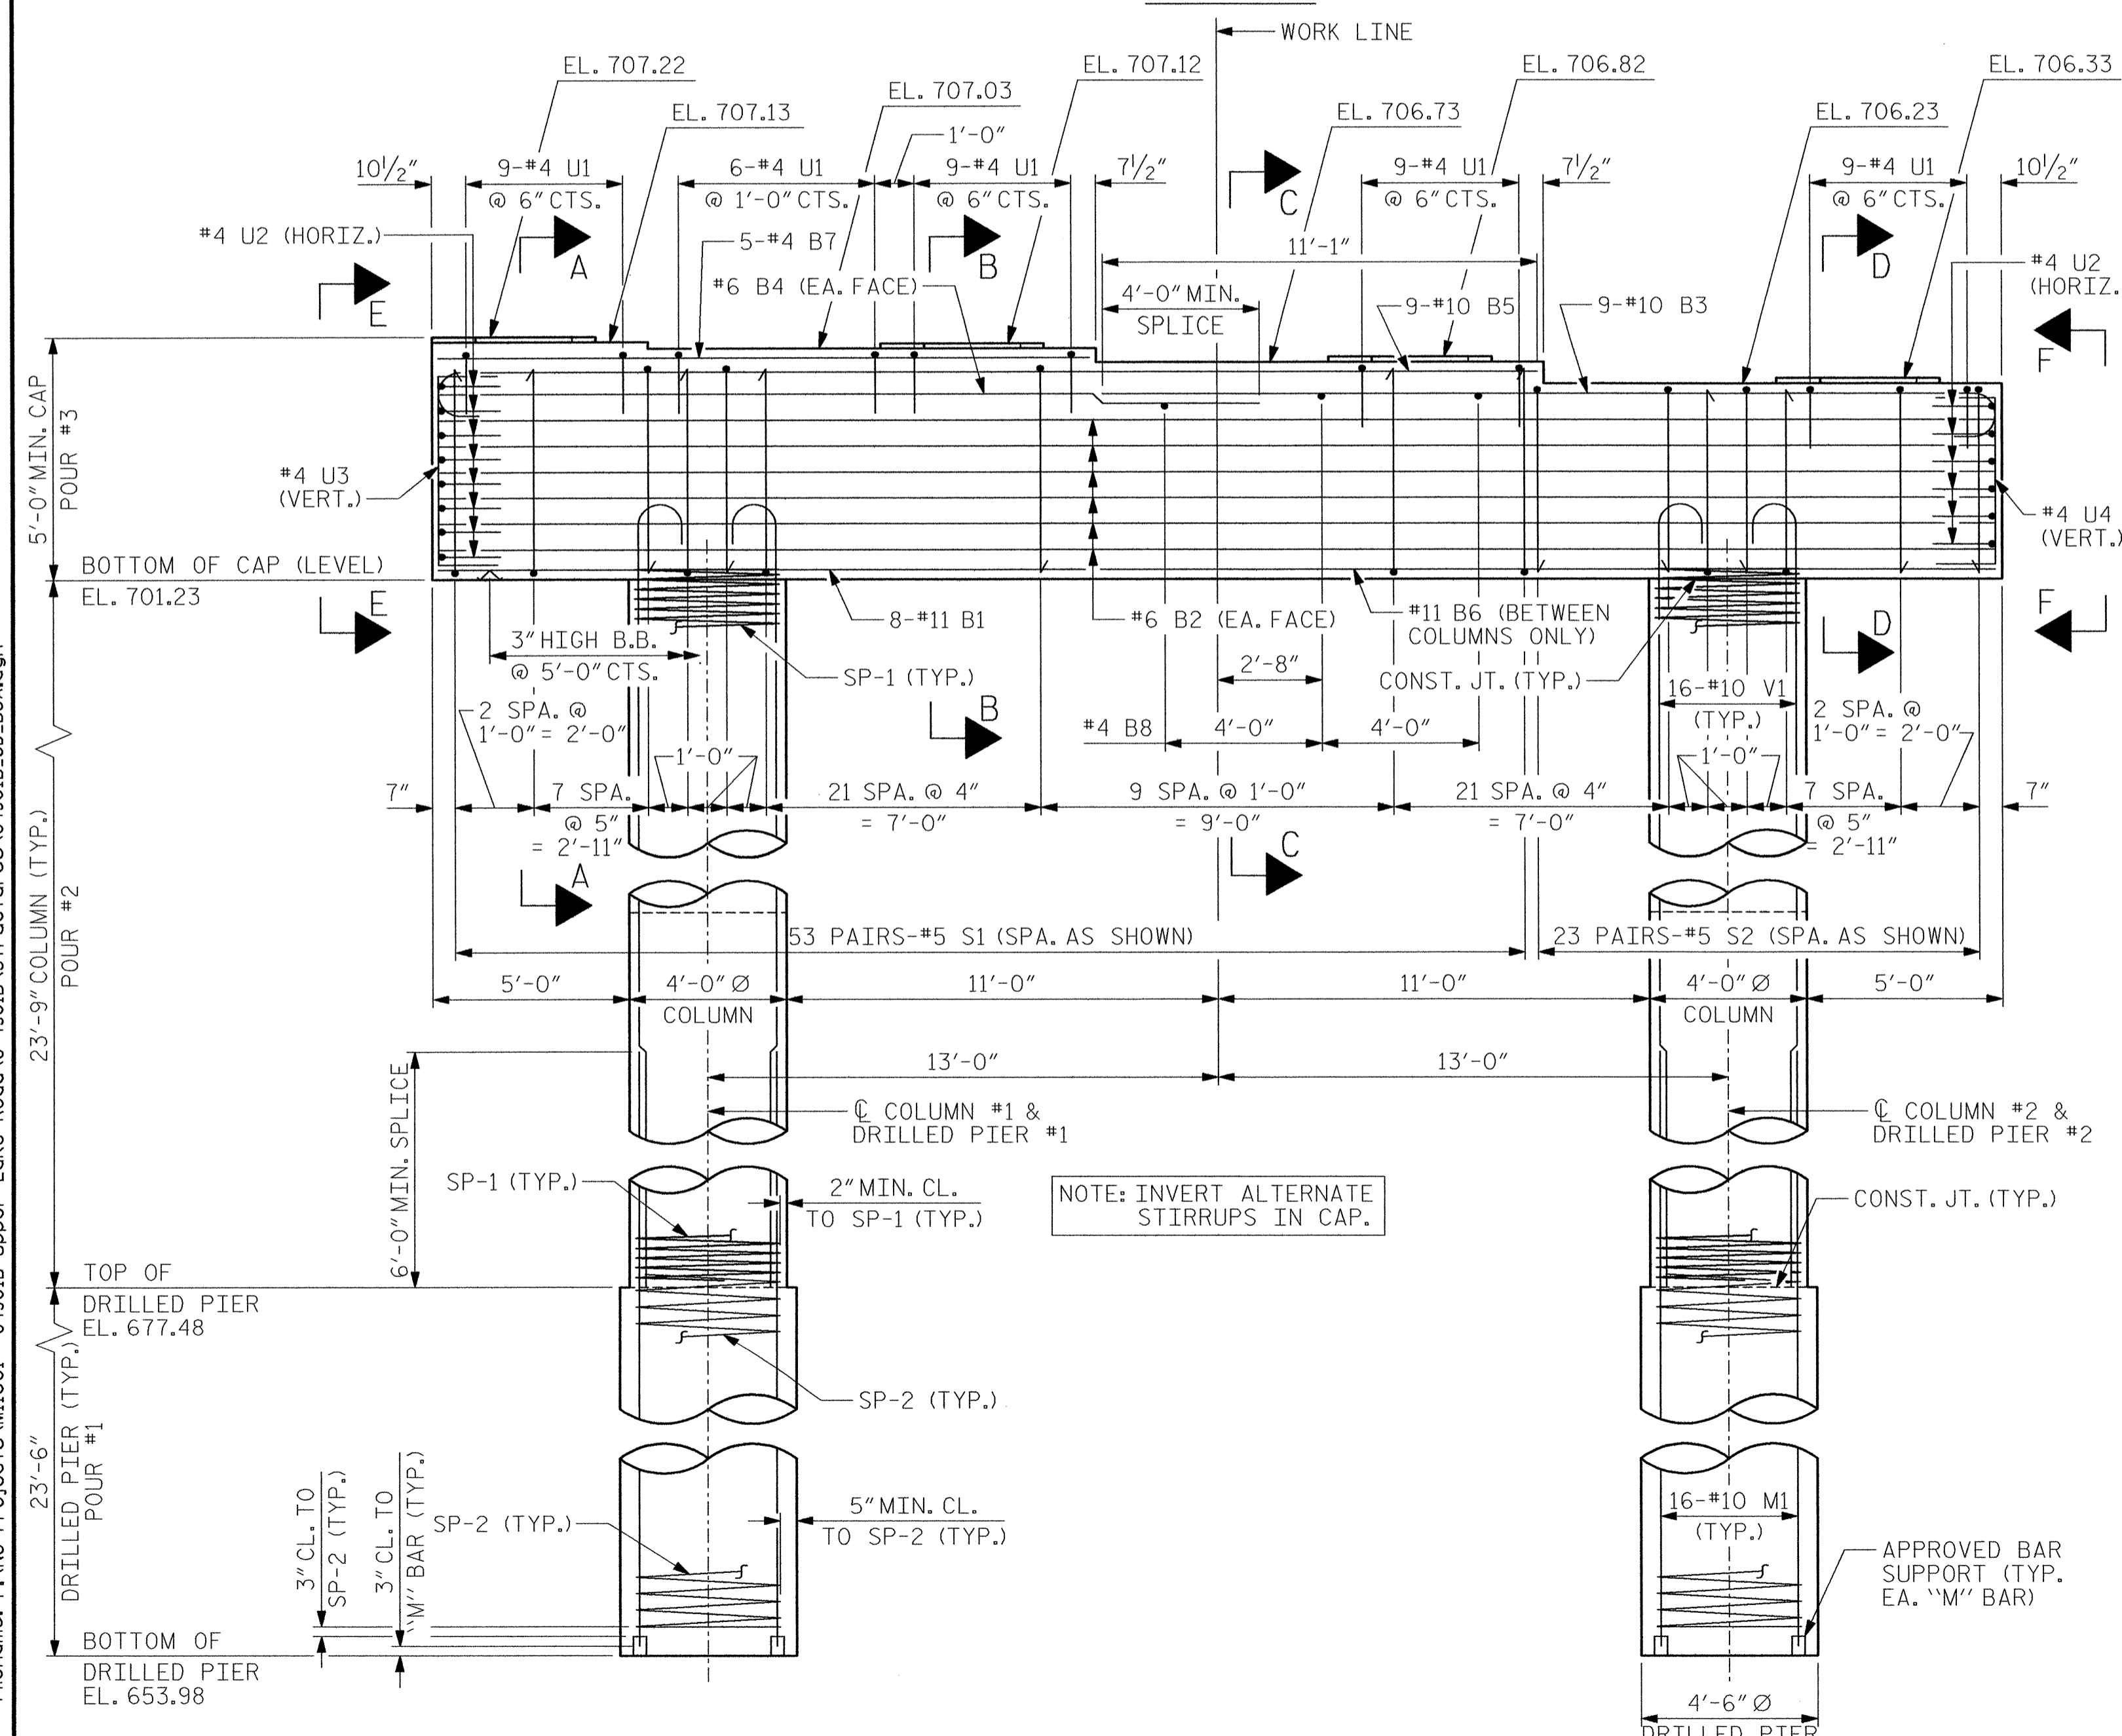 WORK LINE
EL. 707.22
EL. 707.13
EL. 707.03
EL. 707.12
EL. 706.73
EL. 706.82
EL. 706.23
EL. 706.33
10½"
9-#4 U1
@ 6" CTS.
6-#4 U1
@ 1'-0" CTS.
1'-0"
9-#4 U1
@ 6" CTS.
7½"
C
9-#4 U1
@ 6" CTS.
7½"
9-#4 U1
@ 6" CTS.
10½"
#4 U2 (HORIZ.)
A
5-#4 B7
B
11'-1"
D
#4 U2
(HORIZ.
E
#6 B4 (EA. FACE)
4'-0" MIN.
SPLICE
9-#10 B5
9-#10 B3
F
5'-0" MIN. CAP
POUR #3
#4 U3
(VERT.)
#4 U4
(VERT.)
BOTTOM OF CAP (LEVEL)
EL. 701.23
E
3" HIGH B.B.
@ 5'-0" CTS.
8-#11 B1
SP-1 (TYP.)
#6 B2 (EA. FACE)
#11 B6 (BETWEEN
COLUMNS ONLY)
CONST. JT. (TYP.)
D
F
2'-8"
16-#10 V1
(TYP.)
2 SPA. @
1'-0" = 2'-0"
B
#4 B8
4'-0"
4'-0"
2 SPA. @
1'-0" = 2'-0"
1'-0"
1'-0"
7"
7 SPA.
@ 5"
= 2'-11"
21 SPA. @ 4"
= 7'-0"
9 SPA. @ 1'-0"
= 9'-0"
21 SPA. @ 4"
= 7'-0"
7 SPA.
@ 5"
= 2'-11"
7"
A
C
23'-9" COLUMN (TYP.)
POUR #2
53 PAIRS-#5 S1 (SPA. AS SHOWN)
23 PAIRS-#5 S2 (SPA. AS SHOWN)
5'-0"
4'-0" Ø
COLUMN
11'-0"
11'-0"
4'-0" Ø
COLUMN
5'-0"
13'-0"
13'-0"
6'-0" MIN. SPLICE
℄ COLUMN #1 &
DRILLED PIER #1
℄ COLUMN #2 &
DRILLED PIER #2
SP-1 (TYP.)
2" MIN. CL.
TO SP-1 (TYP.)
NOTE: INVERT ALTERNATE
STIRRUPS IN CAP.
CONST. JT. (TYP.)
TOP OF
DRILLED PIER
EL. 677.48
SP-2 (TYP.)
23'-6"
DRILLED PIER (TYP.)
POUR #1
3" CL. TO
SP-2 (TYP.)
3" CL. TO
"M" BAR (TYP.)
SP-2 (TYP.)
5" MIN. CL.
TO SP-2 (TYP.)
16-#10 M1
(TYP.)
APPROVED BAR
SUPPORT (TYP.
EA. "M" BAR)
BOTTOM OF
DRILLED PIER
EL. 653.98
4'-6" Ø
DRILLED PIER